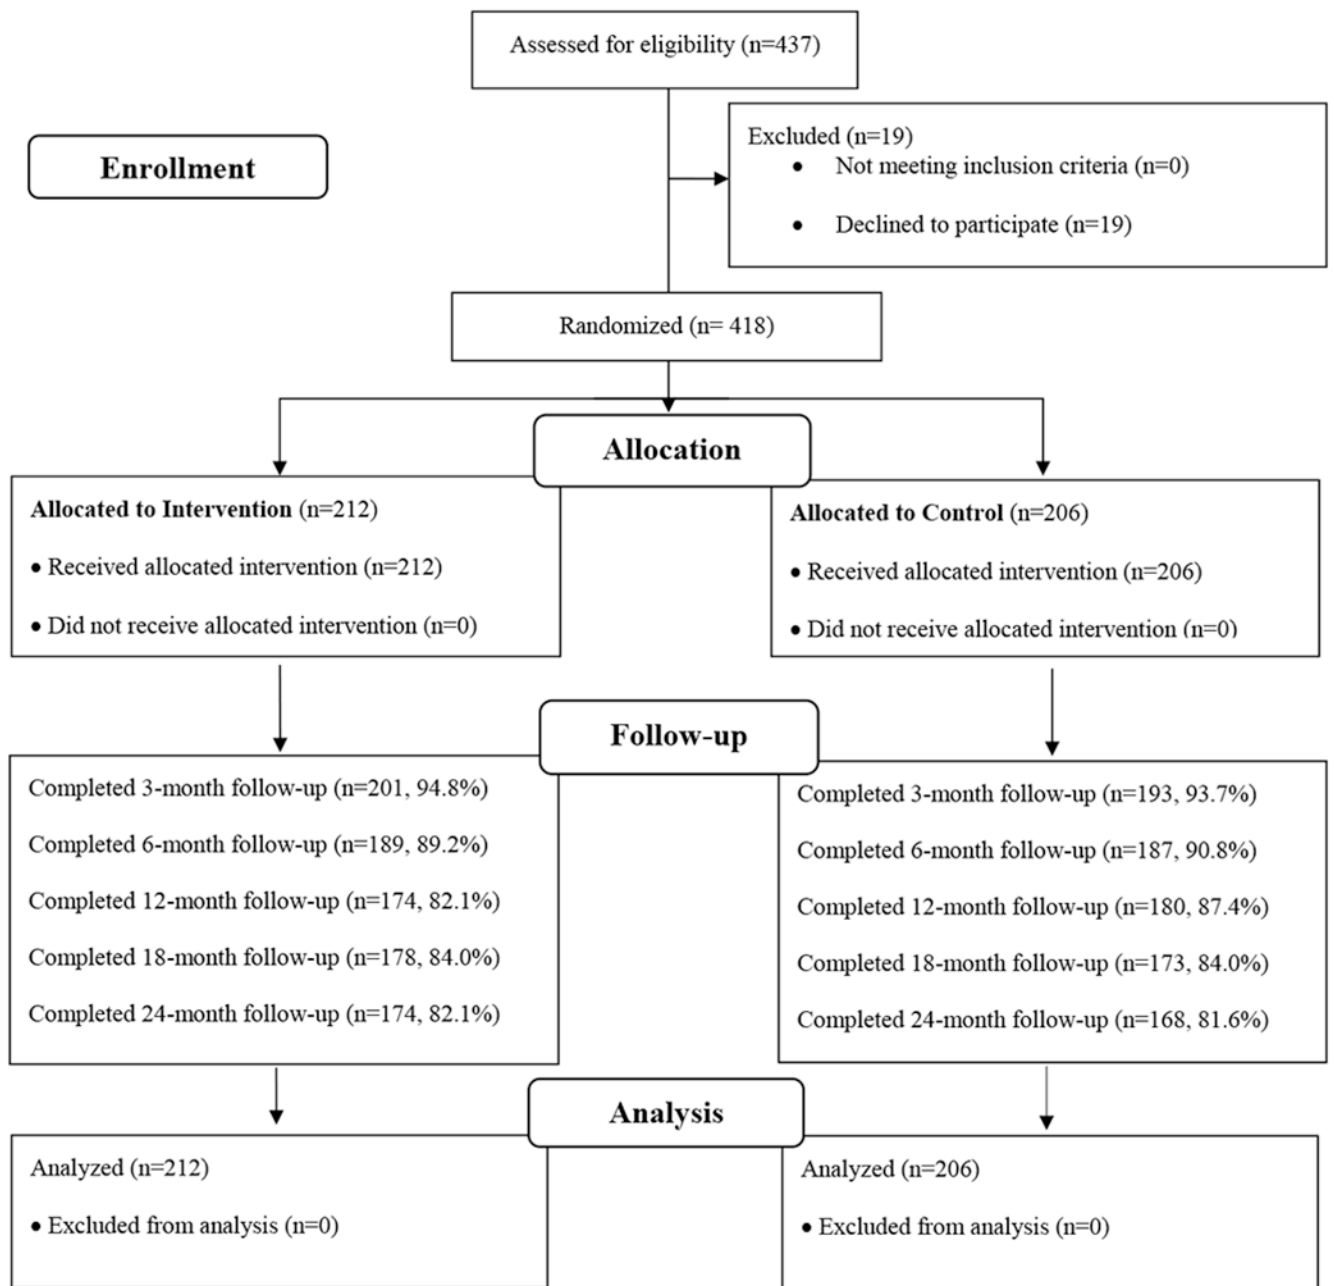 Assessed for eligibility (n=437)
Enrollment
Excluded (n=19)
• Not meeting inclusion criteria (n=0)
• Declined to participate (n=19)
Randomized (n= 418)
Allocation
Allocated to Intervention (n=212)
• Received allocated intervention (n=212)
• Did not receive allocated intervention (n=0)
Allocated to Control (n=206)
• Received allocated intervention (n=206)
• Did not receive allocated intervention (n=0)
Follow-up
Completed 3-month follow-up (n=201, 94.8%)
Completed 6-month follow-up (n=189, 89.2%)
Completed 12-month follow-up (n=174, 82.1%)
Completed 18-month follow-up (n=178, 84.0%)
Completed 24-month follow-up (n=174, 82.1%)
Completed 3-month follow-up (n=193, 93.7%)
Completed 6-month follow-up (n=187, 90.8%)
Completed 12-month follow-up (n=180, 87.4%)
Completed 18-month follow-up (n=173, 84.0%)
Completed 24-month follow-up (n=168, 81.6%)
Analysis
Analyzed (n=212)
• Excluded from analysis (n=0)
Analyzed (n=206)
• Excluded from analysis (n=0)